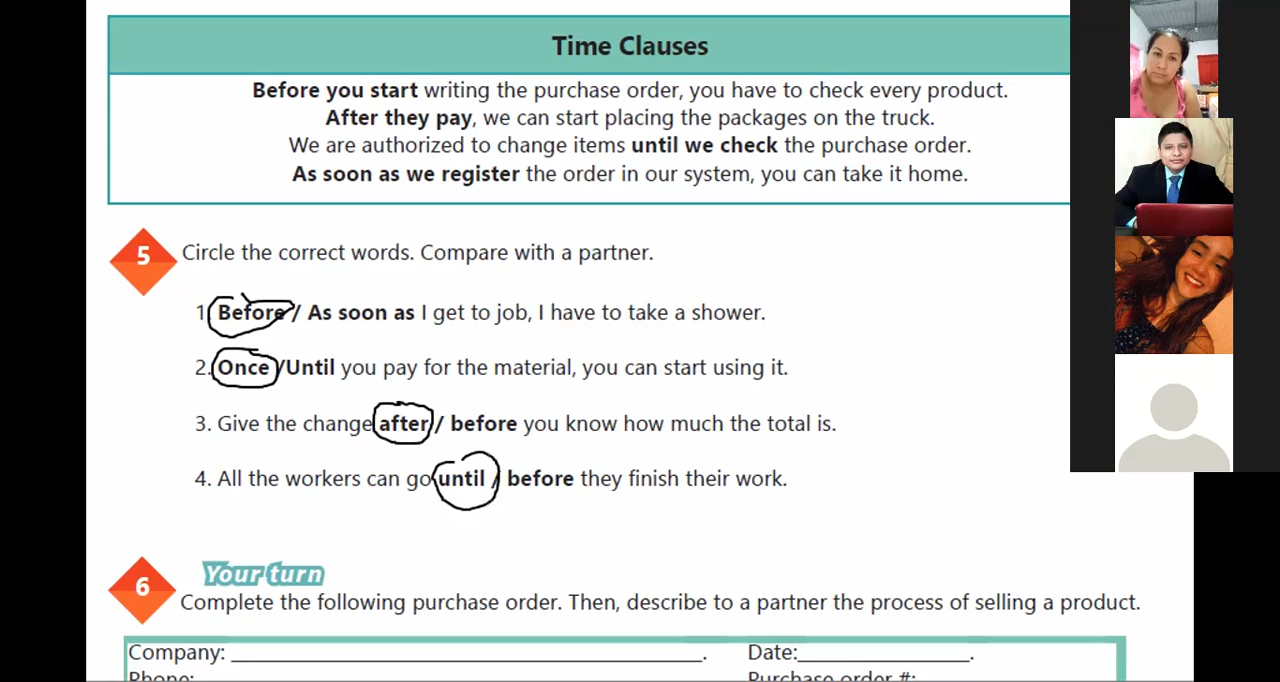 Time Clauses
Before you start writing the purchase order, you have to check every product.
After they pay, we can start placing the packages on the truck.
We are authorized to change items until we check the purchase order.
As soon as we register the order in our system, you can take it home.
5 Circle the correct words. Compare with a partner.
1 Before / As soon as I get to job, I have to take a shower.
2. Once /Until you pay for the material, you can start using it.
3. Give the change after / before you know how much the total is.
4. All the workers can go until / before they finish their work.
Your turn
6 Complete the following purchase order. Then, describe to a partner the process of selling a product.
Company: ______________________. Date:______________.
Phone: Purchase order #: